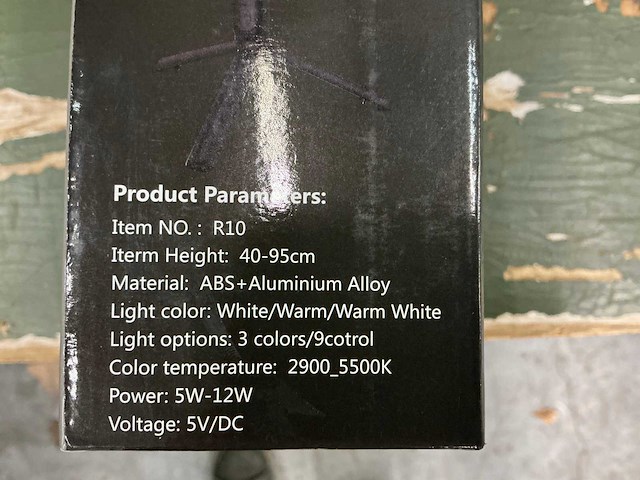 Product Parameters:
Item NO. : R10
Iterm Height: 40-95cm
Material: ABS+Aluminium Alloy
Light color: White/Warm/Warm White
Light options: 3 colors/9cotrol
Color temperature: 2900_5500K
Power: 5W-12W
Voltage: 5V/DC